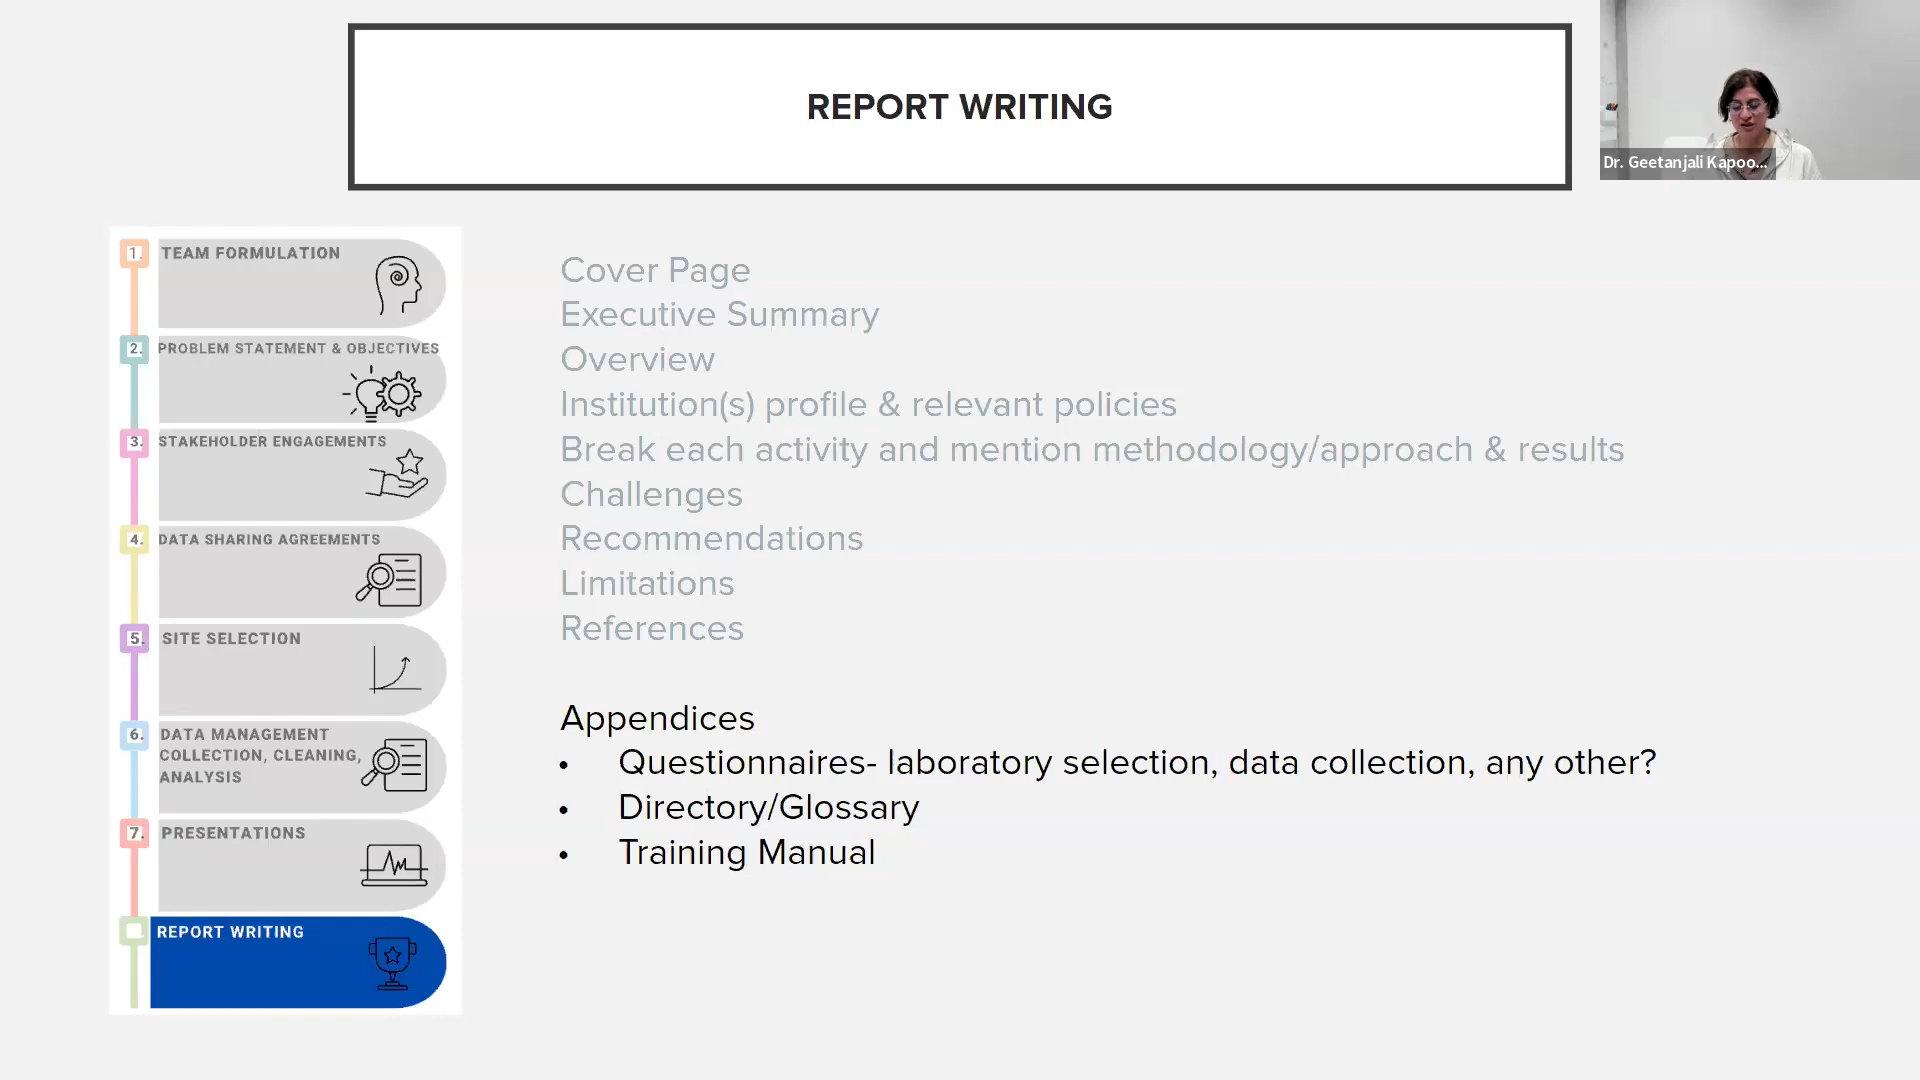 REPORT WRITING
Dr. Geetanjali Kapoo...
1. TEAM FORMULATION
2. PROBLEM STATEMENT & OBJECTIVES
3. STAKEHOLDER ENGAGEMENTS
4. DATA SHARING AGREEMENTS
5. SITE SELECTION
6. DATA MANAGEMENT
COLLECTION, CLEANING,
ANALYSIS
7. PRESENTATIONS
REPORT WRITING
Cover Page
Executive Summary
Overview
Institution(s) profile & relevant policies
Break each activity and mention methodology/approach & results
Challenges
Recommendations
Limitations
References
Appendices
• Questionnaires- laboratory selection, data collection, any other?
• Directory/Glossary
• Training Manual